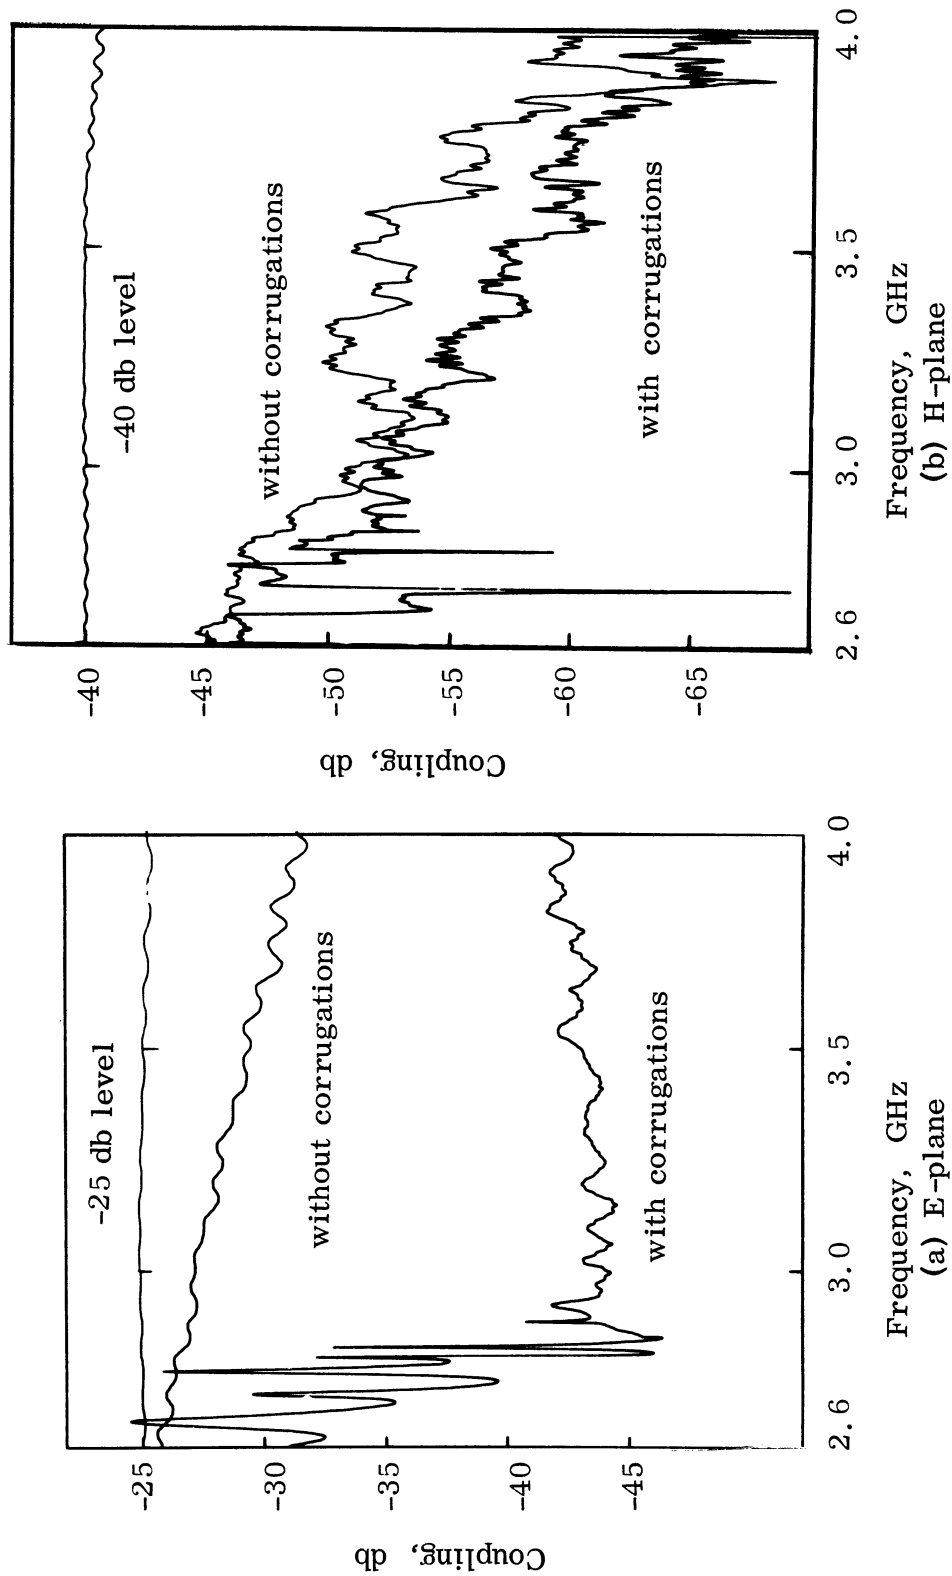 Coupling, db
-25
-30
-35
-40
-45
-25 db level
without corrugations
with corrugations
2.6
3.0
3.5
4.0
Frequency, GHz
(a) E-plane
Coupling, db
-40
-45
-50
-55
-60
-65
-40 db level
without corrugations
with corrugations
2.6
3.0
3.5
4.0
Frequency, GHz
(b) H-plane